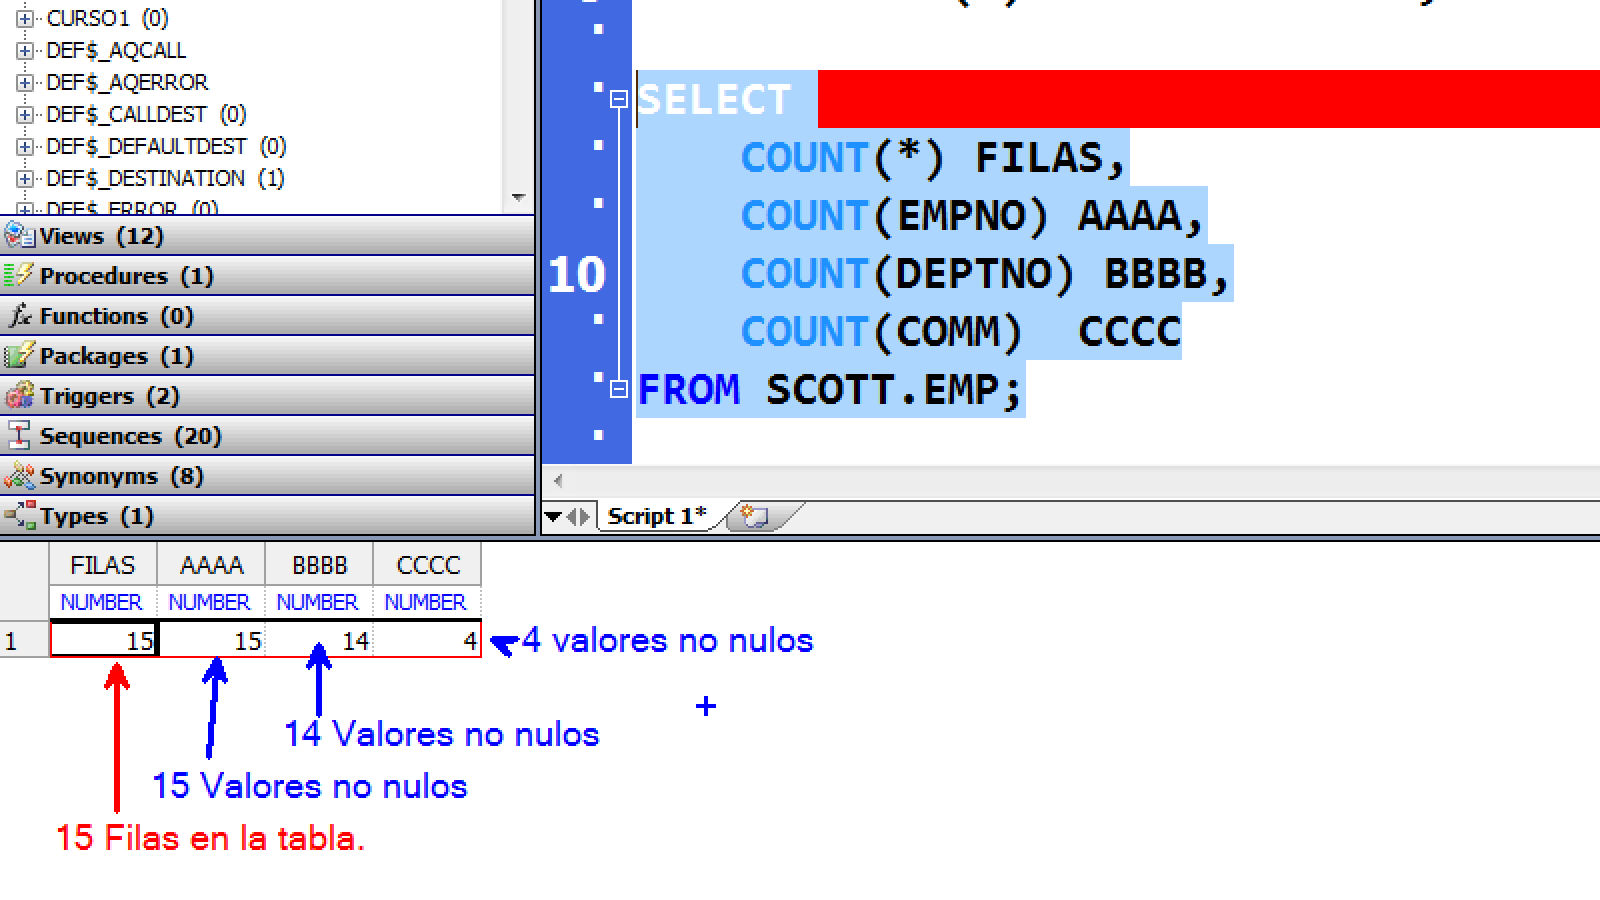 CURSO1 (0)
DEF$_AQCALL
DEF$_AQERROR
DEF$_CALLDEST (0)
DEF$_DEFAULTDEST (0)
DEF$_DESTINATION (1)
DEF$_ERROR (0)
Views (12)
Procedures (1)
Functions (0)
Packages (1)
Triggers (2)
Sequences (20)
Synonyms (8)
Types (1)
SELECT
COUNT(*) FILAS,
COUNT(EMPNO) AAAA,
10 COUNT(DEPTNO) BBBB,
COUNT(COMM) CCCC
FROM SCOTT.EMP;
Script 1*
FILAS AAAA BBBB CCCC
NUMBER NUMBER NUMBER NUMBER
1 15 15 14 4
4 valores no nulos
14 Valores no nulos
15 Valores no nulos
15 Filas en la tabla.